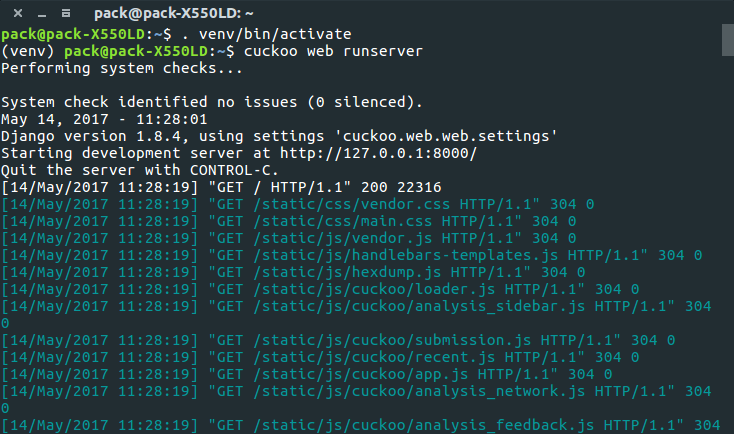 pack@pack-X550LD: ~
pack@pack-X550LD:~$ . venv/bin/activate
(venv) pack@pack-X550LD:~$ cuckoo web runserver
Performing system checks...
System check identified no issues (0 silenced).
May 14, 2017 - 11:28:01
Django version 1.8.4, using settings 'cuckoo.web.web.settings'
Starting development server at http://127.0.0.1:8000/
Quit the server with CONTROL-C.
[14/May/2017 11:28:19] "GET / HTTP/1.1" 200 22316
[14/May/2017 11:28:19] "GET /static/css/vendor.css HTTP/1.1" 304 0
[14/May/2017 11:28:19] "GET /static/css/main.css HTTP/1.1" 304 0
[14/May/2017 11:28:19] "GET /static/js/vendor.js HTTP/1.1" 304 0
[14/May/2017 11:28:19] "GET /static/js/handlebars-templates.js HTTP/1.1" 304 0
[14/May/2017 11:28:19] "GET /static/js/hexdump.js HTTP/1.1" 304 0
[14/May/2017 11:28:19] "GET /static/js/cuckoo/loader.js HTTP/1.1" 304 0
[14/May/2017 11:28:19] "GET /static/js/cuckoo/analysis_sidebar.js HTTP/1.1" 304
0
[14/May/2017 11:28:19] "GET /static/js/cuckoo/submission.js HTTP/1.1" 304 0
[14/May/2017 11:28:19] "GET /static/js/cuckoo/recent.js HTTP/1.1" 304 0
[14/May/2017 11:28:19] "GET /static/js/cuckoo/app.js HTTP/1.1" 304 0
[14/May/2017 11:28:19] "GET /static/js/cuckoo/analysis_network.js HTTP/1.1" 304
0
[14/May/2017 11:28:19] "GET /static/js/cuckoo/analysis_feedback.js HTTP/1.1" 304